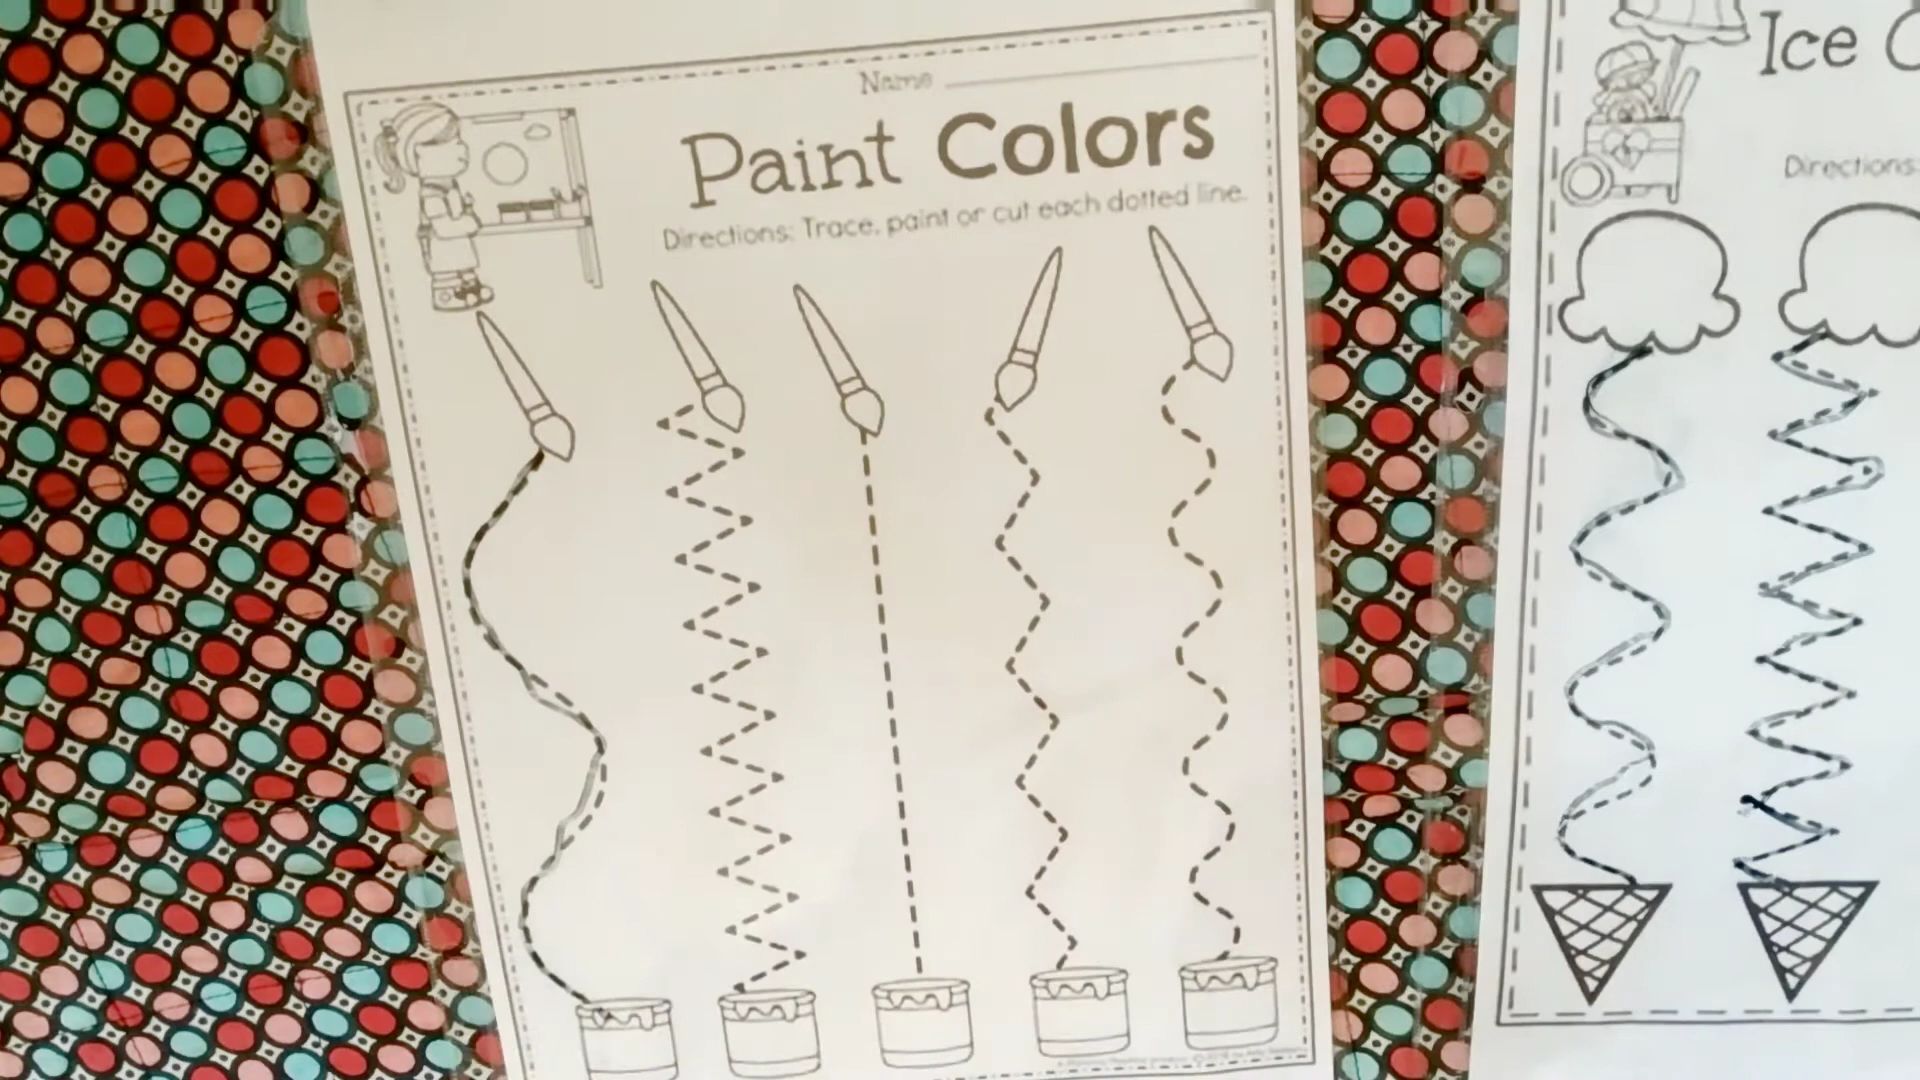 Name
Paint Colors
Directions: Trace, paint or cut each dotted line.
Ice
Directions: